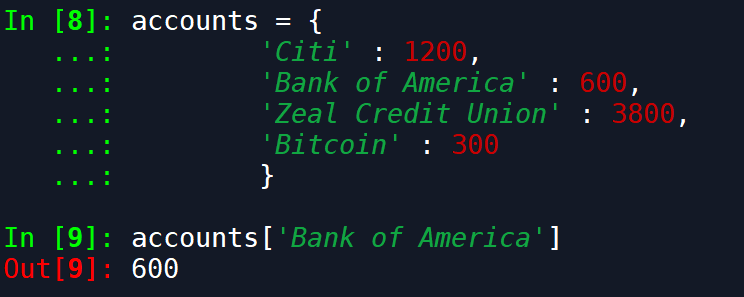 In [8]: accounts = {
   ...:         'Citi' : 1200,
   ...:         'Bank of America' : 600,
   ...:         'Zeal Credit Union' : 3800,
   ...:         'Bitcoin' : 300
   ...:         }
In [9]: accounts['Bank of America']
Out[9]: 600